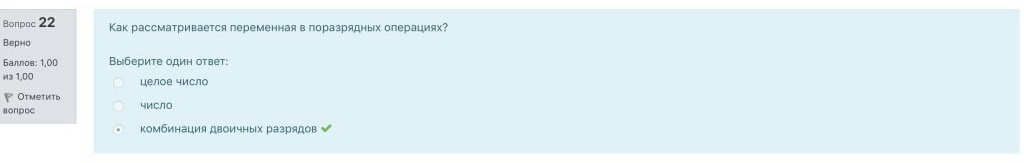 Вопрос 22
Верно
Баллов: 1,00
из 1,00
Отметить
вопрос
Как рассматривается переменная в поразрядных операциях?
Выберите один ответ:
целое число
число
комбинация двоичных разрядов